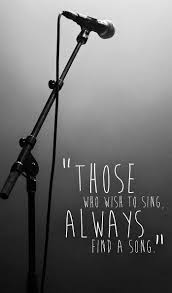 "THOSE
WHO WISH TO SING,
ALWAYS
FIND A SONG."